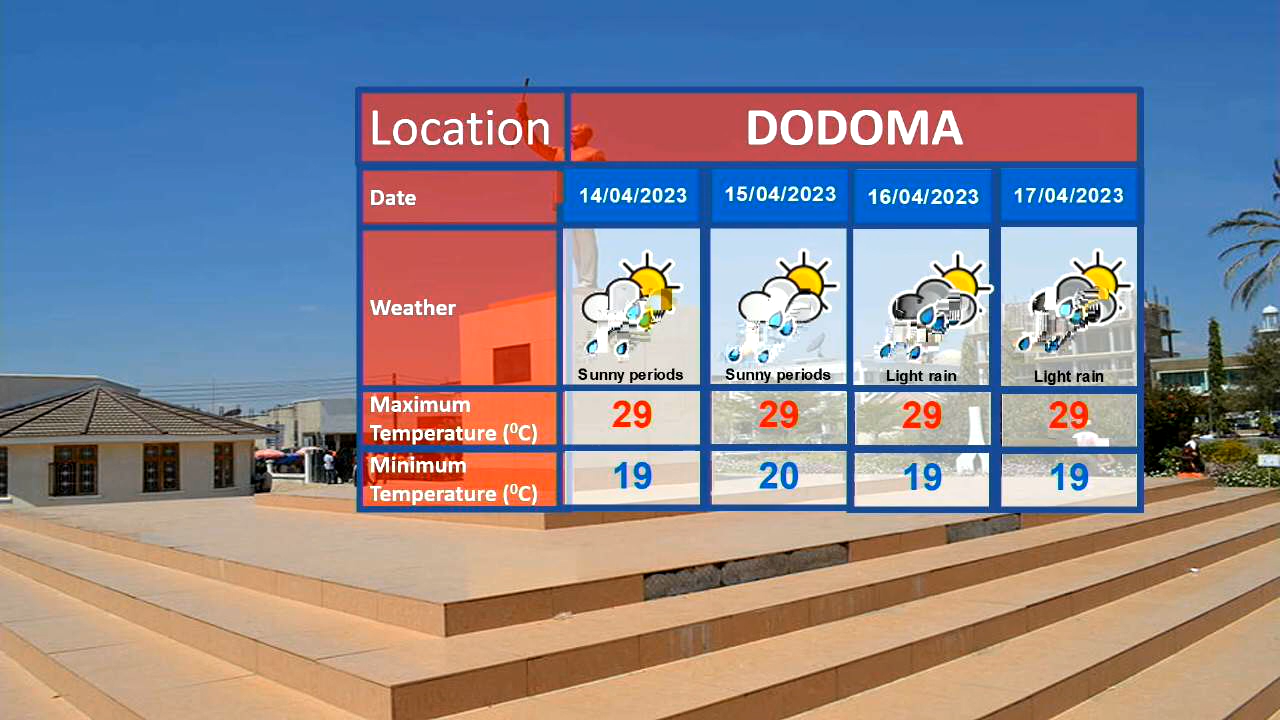 Location DODOMA
Date 14/04/2023 15/04/2023 16/04/2023 17/04/2023
Weather
Sunny periods Sunny periods Light rain Light rain
Maximum
Temperature (⁰C) 29 29 29 29
Minimum
Temperature (⁰C) 19 20 19 19